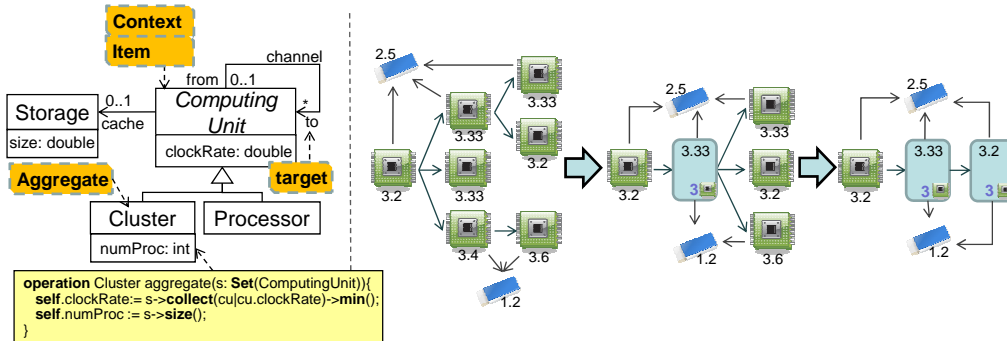 Context
Item
channel
from
0..1
Storage
size: double
0..1
cache
Computing
Unit
clockRate: double
*
to
Aggregate
target
Cluster
numProc: int
Processor
operation Cluster aggregate(s: Set(ComputingUnit)){
self.clockRate:= s->collect(cu|cu.clockRate)->min();
self.numProc := s->size();
}
2.5
3.33
3.33
3.2
3.2
3.33
3.4
3.6
1.2
2.5
3.33
3.33
3.2
3
3.2
1.2
3.6
2.5
3.33
3.2
3.2
3
3
1.2